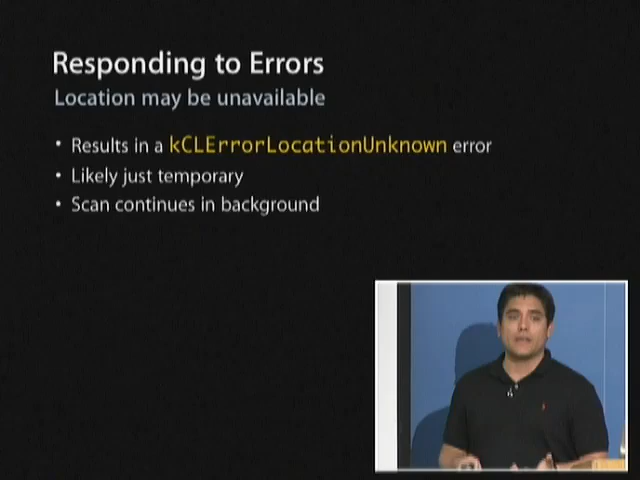 Responding to Errors
Location may be unavailable
• Results in a kCLErrorLocationUnknown error
• Likely just temporary
• Scan continues in background